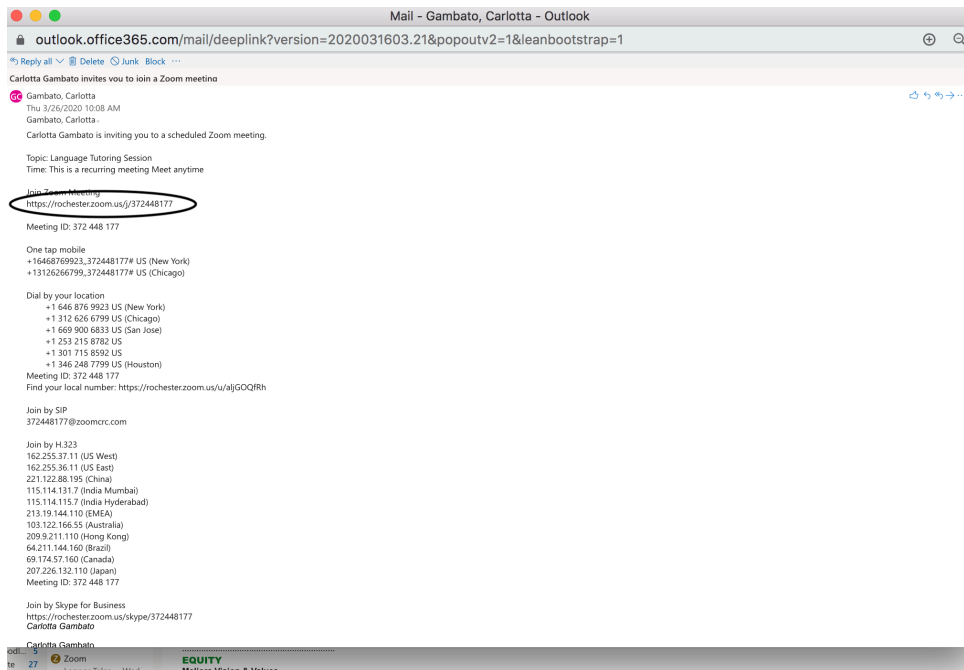 Mail - Gambato, Carlotta - Outlook
outlook.office365.com/mail/deeplink?version=2020031603.21&popoutv2=1&leanbootstrap=1
Reply all Delete Junk Block ...
Carlotta Gambato invites you to join a Zoom meeting
GC Gambato, Carlotta
Thu 3/26/2020 10:08 AM
Gambato, Carlotta
Carlotta Gambato is inviting you to a scheduled Zoom meeting.
Topic: Language Tutoring Session
Time: This is a recurring meeting Meet anytime
Join Zoom Meeting
https://rochester.zoom.us/j/372448177
Meeting ID: 372 448 177
One tap mobile
+16468769923,,372448177# US (New York)
+13126266799,,372448177# US (Chicago)
Dial by your location
+1 646 876 9923 US (New York)
+1 312 626 6799 US (Chicago)
+1 669 900 6833 US (San Jose)
+1 253 215 8782 US
+1 301 715 8592 US
+1 346 248 7799 US (Houston)
Meeting ID: 372 448 177
Find your local number: https://rochester.zoom.us/u/aljGOQfRh
Join by SIP
372448177@zoomcrc.com
Join by H.323
162.255.37.11 (US West)
162.255.36.11 (US East)
221.122.88.195 (China)
115.114.131.7 (India Mumbai)
115.114.115.7 (India Hyderabad)
213.19.144.110 (EMEA)
103.122.166.55 (Australia)
209.9.211.110 (Hong Kong)
64.211.144.160 (Brazil)
69.174.57.160 (Canada)
207.226.132.110 (Japan)
Meeting ID: 372 448 177
Join by Skype for Business
https://rochester.zoom.us/skype/372448177
Carlotta Gambato
Carlotta Gambato
5
27 Zoom
EQUITY